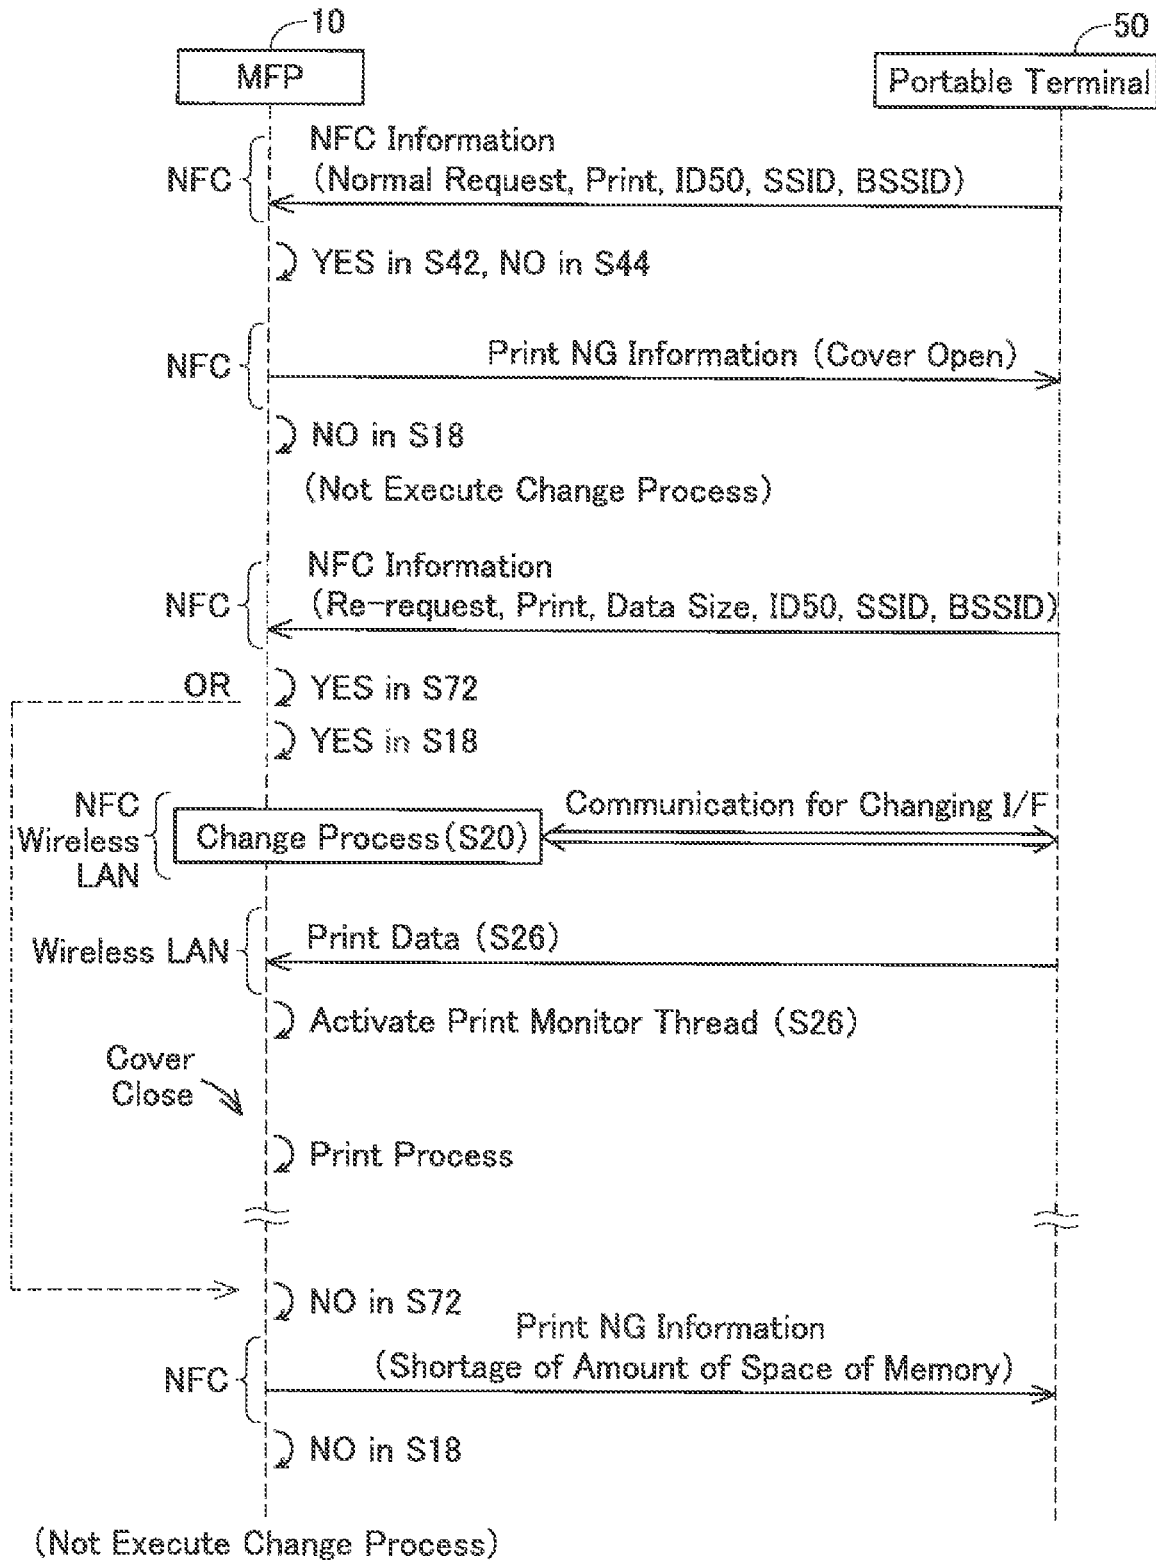 10
50
MFP
Portable Terminal
NFC Information
NFC
(Normal Request, Print, ID50, SSID, BSSID)
YES in S42, NO in S44
Print NG Information (Cover Open)
NFC
NO in S18
(Not Execute Change Process)
NFC Information
NFC
(Re-request, Print, Data Size, ID50, SSID, BSSID)
OR
YES in S72
YES in S18
NFC
Wireless
LAN
Change Process(S20)
Communication for Changing I/F
Wireless LAN
Print Data (S26)
Activate Print Monitor Thread (S26)
Cover
Close
Print Process
NO in S72
Print NG Information
(Shortage of Amount of Space of Memory)
NFC
NO in S18
(Not Execute Change Process)